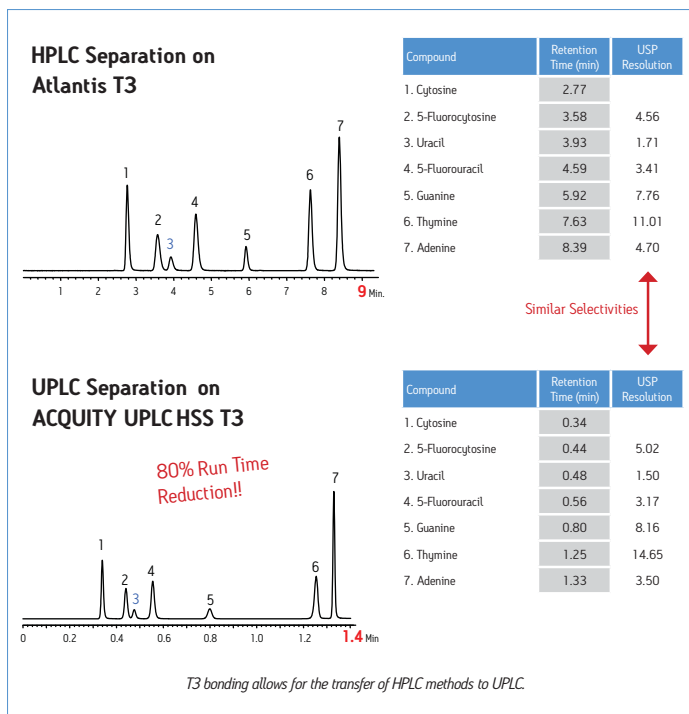 HPLC Separation on
Atlantis T3
1
2
3
4
5
6
7
1 2 3 4 5 6 7 8 9 Min.
Compound Retention Time (min) USP Resolution
1. Cytosine 2.77
2. 5-Fluorocytosine 3.58 4.56
3. Uracil 3.93 1.71
4. 5-Fluorouracil 4.59 3.41
5. Guanine 5.92 7.76
6. Thymine 7.63 11.01
7. Adenine 8.39 4.70
Similar Selectivities
UPLC Separation on
ACQUITY UPLC HSS T3
80% Run Time
Reduction!!
1
2
3
4
5
6
7
0 0.2 0.4 0.6 0.8 1.0 1.2 1.4 Min
Compound Retention Time (min) USP Resolution
1. Cytosine 0.34
2. 5-Fluorocytosine 0.44 5.02
3. Uracil 0.48 1.50
4. 5-Fluorouracil 0.56 3.17
5. Guanine 0.80 8.16
6. Thymine 1.25 14.65
7. Adenine 1.33 3.50
T3 bonding allows for the transfer of HPLC methods to UPLC.